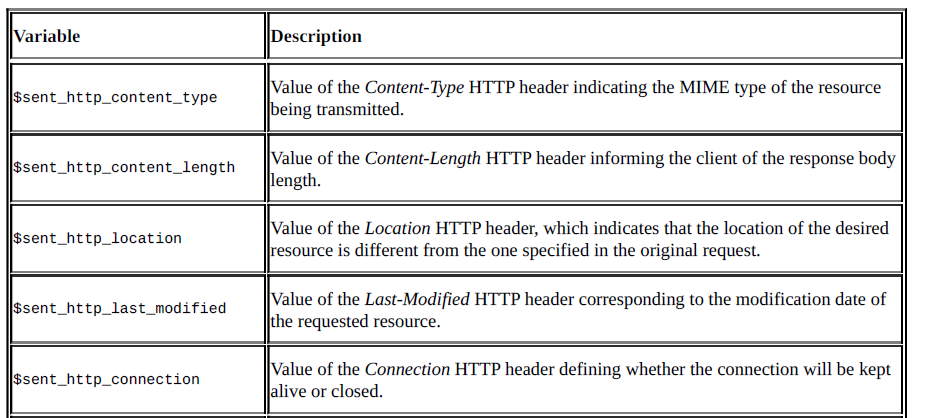 Variable Description
$sent_http_content_type
Value of the Content-Type HTTP header indicating the MIME type of the resource
being transmitted.
$sent_http_content_length
Value of the Content-Length HTTP header informing the client of the response body
length.
$sent_http_location
Value of the Location HTTP header, which indicates that the location of the desired
resource is different from the one specified in the original request.
$sent_http_last_modified
Value of the Last-Modified HTTP header corresponding to the modification date of
the requested resource.
$sent_http_connection
Value of the Connection HTTP header defining whether the connection will be kept
alive or closed.